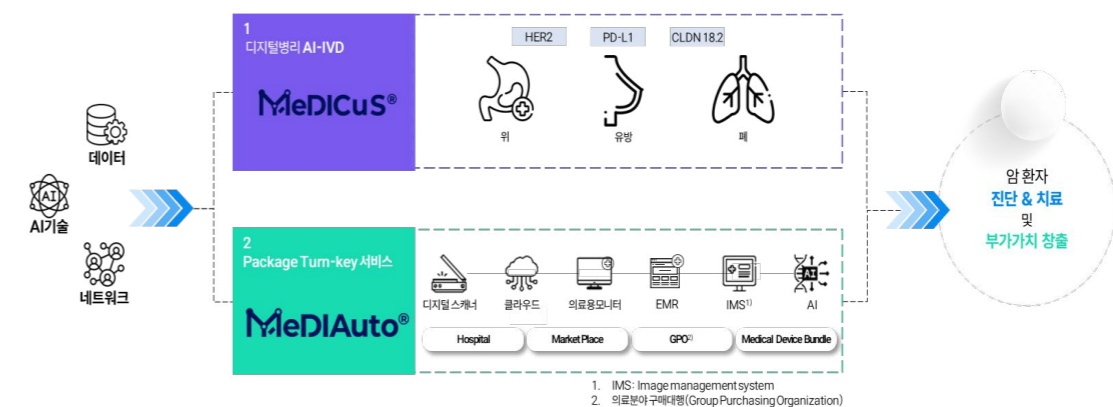 데이터
AI
AI기술
네트워크
1
디지털병리 AI-IVD
MeDICuS®
HER2 PD-L1 CLDN 18.2
위 유방 폐
2
Package Turn-key 서비스
MeDIAuto®
AI
디지털 스캐너 클라우드 의료용모니터 EMR IMS1) AI
Hospital Market Place GPO2) Medical Device Bundle
암 환자
진단 & 치료
및
부가가치 창출
1. IMS: Image management system
2. 의료분야 구매대행(Group Purchasing Organization)